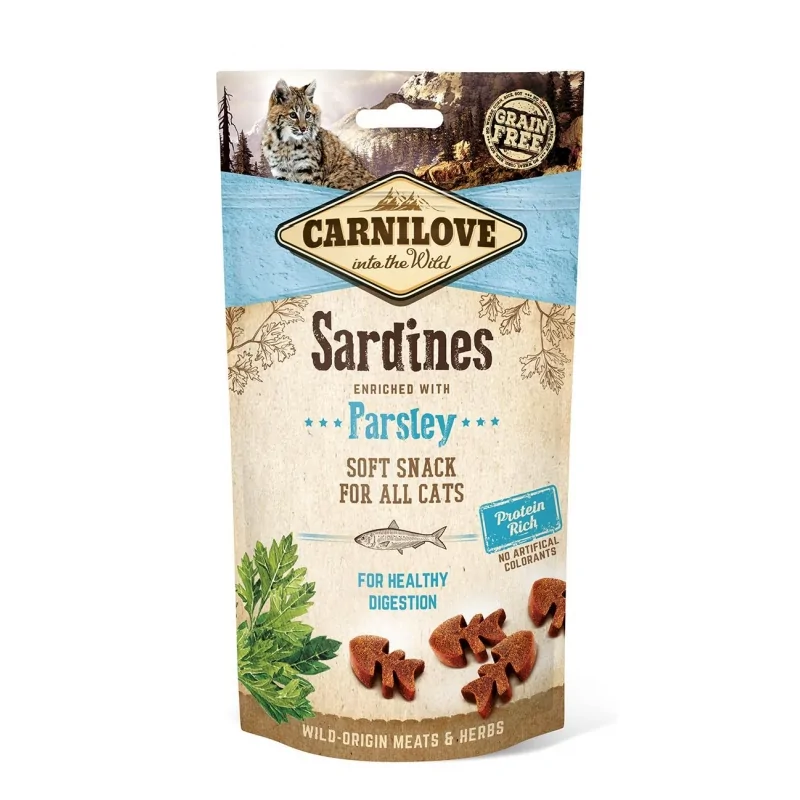 GRAIN
FREE
CARNILOVE
into the Wild
Sardines
ENRICHED WITH
Parsley
SOFT SNACK
FOR ALL CATS
Protein
Rich
NO ARTIFICAL
COLORANTS
FOR HEALTHY
DIGESTION
WILD-ORIGIN MEATS & HERBS